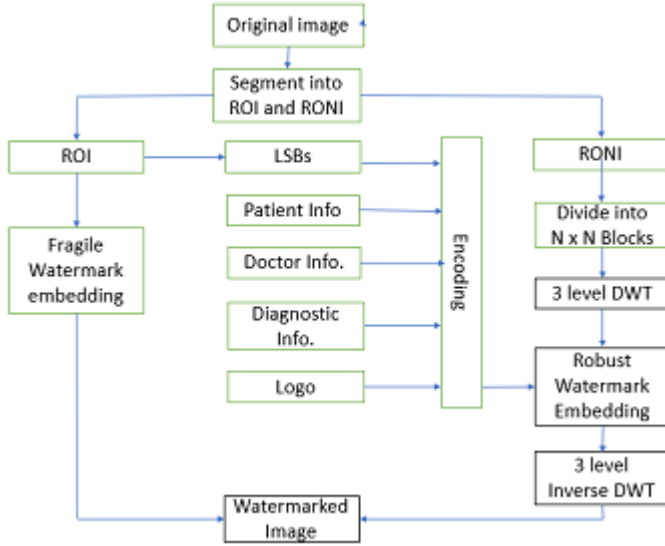 Original image
Segment into
ROI and RONI
ROI
LSBs
RONI
Patient Info
Divide into
N x N Blocks
Fragile
Watermark
embedding
Doctor Info.
Encoding
3 level DWT
Diagnostic
Info.
Robust
Watermark
Embedding
Logo
3 level
Inverse DWT
Watermarked
Image